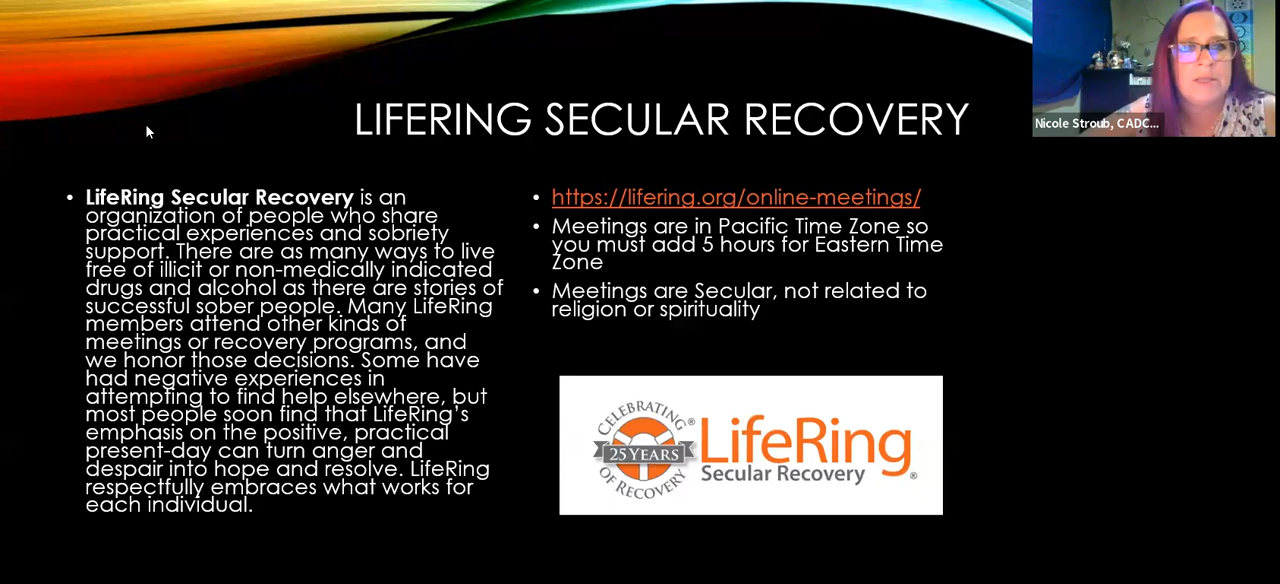 LIFERING SECULAR RECOVERY
Nicole Stroub, CADC...
• LifeRing Secular Recovery is an
organization of people who share
practical experiences and sobriety
support. There are as many ways to live
free of illicit or non-medically indicated
drugs and alcohol as there are stories of
successful sober people. Many LifeRing
members attend other kinds of
meetings or recovery programs, and
we honor those decisions. Some have
had negative experiences in
attempting to find help elsewhere, but
most people soon find that LifeRing’s
emphasis on the positive, practical
present-day can turn anger and
despair into hope and resolve. LifeRing
respectfully embraces what works for
each individual.
• https://lifering.org/online-meetings/
• Meetings are in Pacific Time Zone so
you must add 5 hours for Eastern Time
Zone
• Meetings are Secular, not related to
religion or spirituality
CELEBRATING
25 YEARS
OF RECOVERY
®
LifeRing
Secular Recovery
®